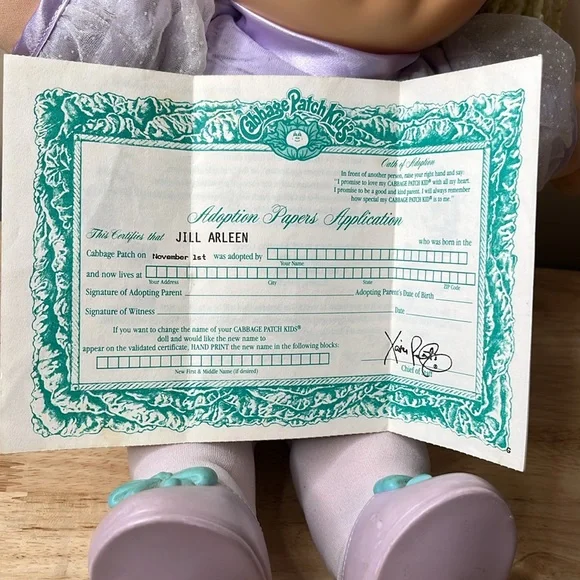 Cabbage Patch Kids
Oath of Adoption
In front of another person, raise your right hand and say:
"I promise to love my CABBAGE PATCH KID® with all my heart.
I promise to be a good and kind parent. I will always remember
how special my CABBAGE PATCH KID® is to me."
Adoption Papers Application
This Certifies that JILL ARLEEN who was born in the
Cabbage Patch on November 1st was adopted by
Your Name
and now lives at
Your Address City State ZIP Code
Signature of Adopting Parent Adopting Parent's Date of Birth
Signature of Witness Date
If you want to change the name of your CABBAGE PATCH KIDS®
doll and would like the new name to
appear on the validated certificate, HAND PRINT the new name in the following blocks:
New First & Middle Name (if desired)
Chief of
G